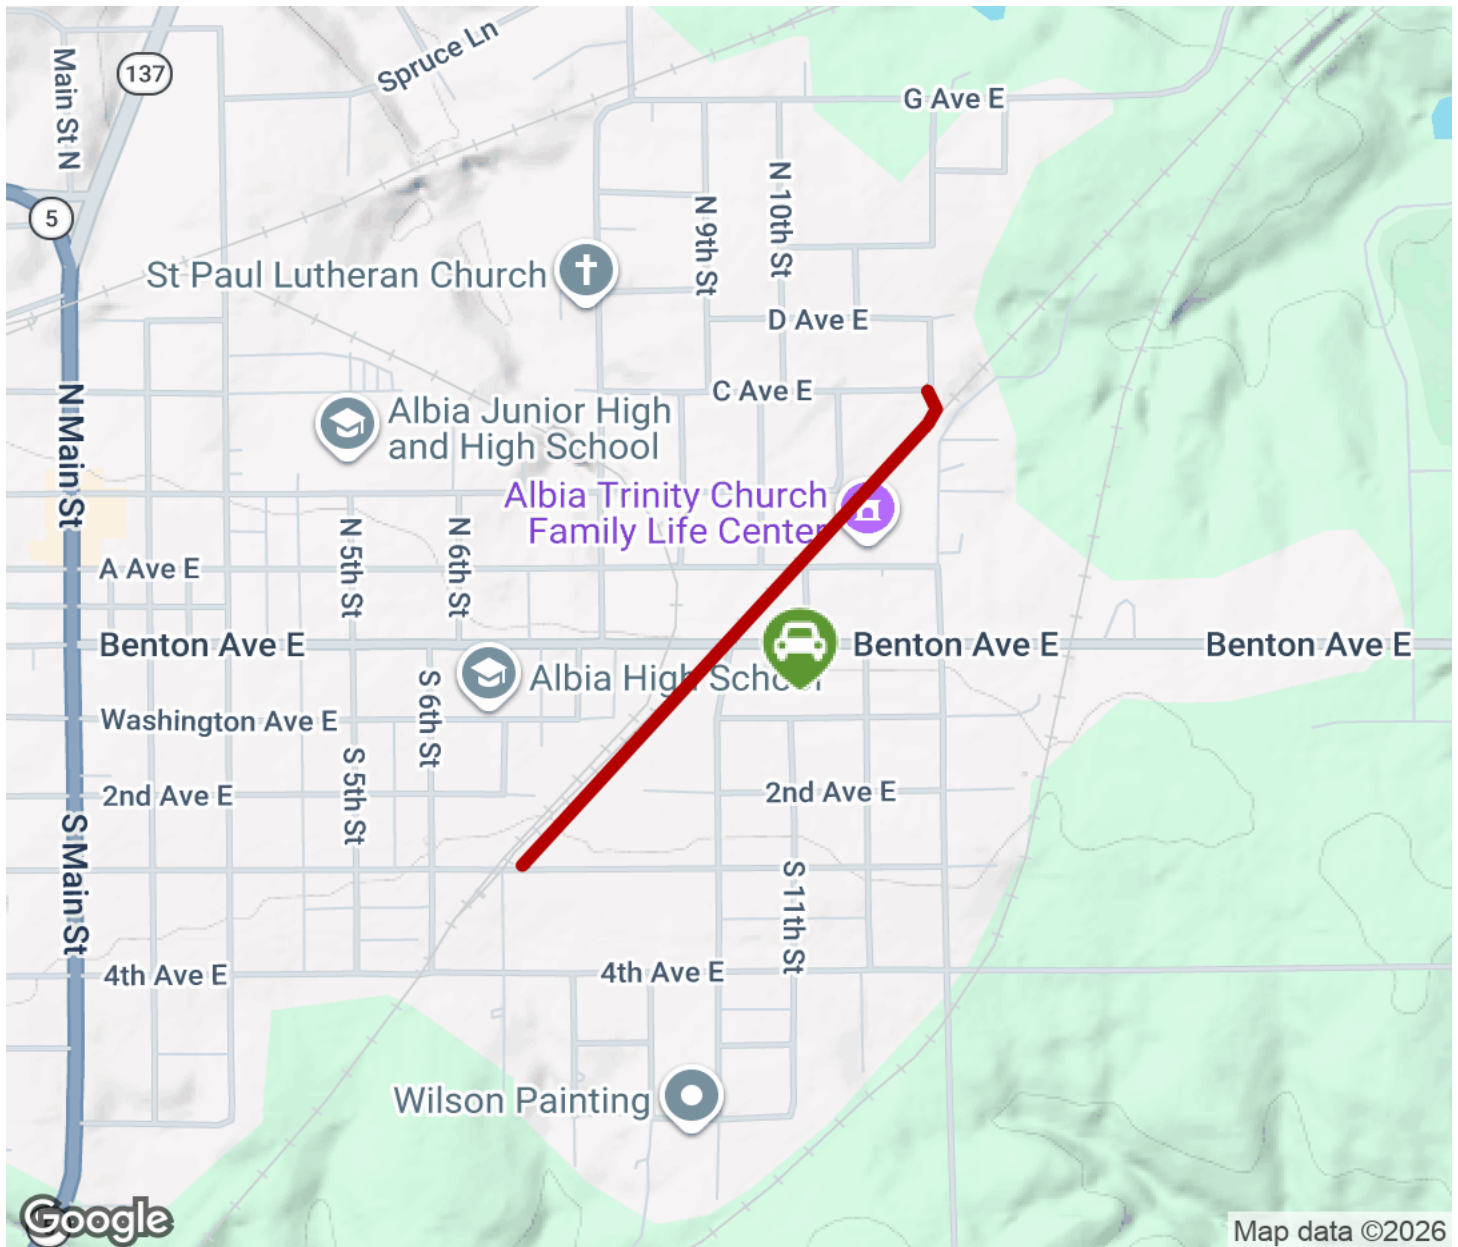 Spruce Ln
137
Main St N
G Ave E
5
N 10th St
N 9th St
St Paul Lutheran Church
D Ave E
C Ave E
N Main St
Albia Junior High
and High School
Albia Trinity Church
Family Life Center
N 5th St
N 6th St
A Ave E
Benton Ave E
Benton Ave E
Benton Ave E
Albia High School
S 6th St
Washington Ave E
S 5th St
2nd Ave E
2nd Ave E
S Main St
S 11th St
4th Ave E
4th Ave E
Wilson Painting
Google
Map data ©2026